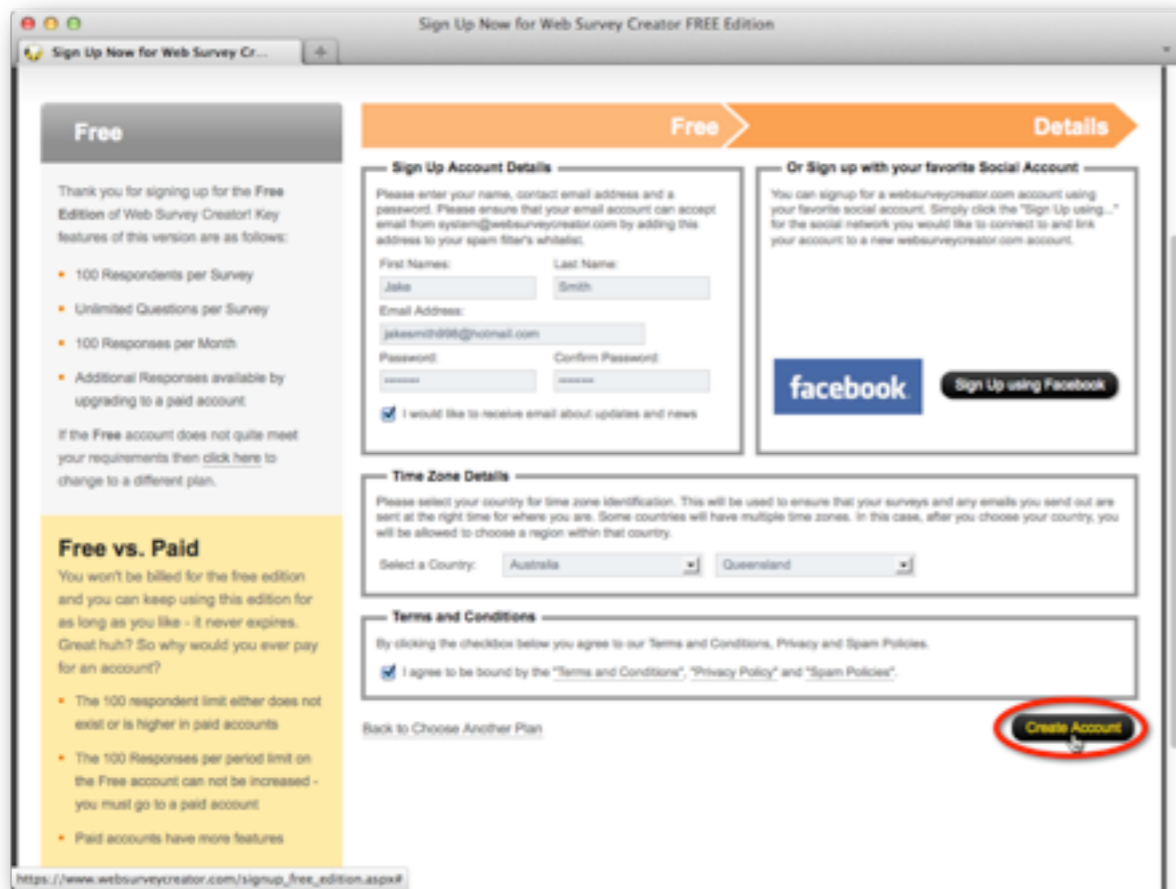 Sign Up Now for Web Survey Creator FREE Edition
Sign Up Now for Web Survey Cr...
Free
Thank you for signing up for the Free
Edition of Web Survey Creator! Key
features of this version are as follows:
100 Respondents per Survey
Unlimited Questions per Survey
100 Responses per Month
Additional Responses available by
upgrading to a paid account
If the Free account does not quite meet
your requirements then click here to
change to a different plan.
Free vs. Paid
You won't be billed for the free edition
and you can keep using this edition for
as long as you like - it never expires.
Great huh? So why would you ever pay
for an account?
The 100 respondent limit either does not
exist or is higher in paid accounts
The 100 Responses per period limit on
the Free account can not be increased -
you must go to a paid account
Paid accounts have more features
Free
Details
Sign Up Account Details
Please enter your name, contact email address and a
password. Please ensure that your email account can accept
email from system@websurveycreator.com by adding this
address to your spam filter's whitelist.
First Names:
Last Name:
Jake
Smith
Email Address:
jakesmith998@hotmail.com
Password:
Confirm Password:
I would like to receive email about updates and news
Or Sign up with your favorite Social Account
You can signup for a websurveycreator.com account using
your favorite social account. Simply click the "Sign Up using..."
for the social network you would like to connect to and link
your account to a new websurveycreator.com account.
facebook
Sign Up using Facebook
Time Zone Details
Please select your country for time zone identification. This will be used to ensure that your surveys and any emails you send out are
sent at the right time for where you are. Some countries will have multiple time zones. In this case, after you choose your country, you
will be allowed to choose a region within that country.
Select a Country:
Australia
Queensland
Terms and Conditions
By clicking the checkbox below you agree to our Terms and Conditions, Privacy and Spam Policies.
I agree to be bound by the "Terms and Conditions", "Privacy Policy" and "Spam Policies".
Back to Choose Another Plan
Create Account
https://www.websurveycreator.com/signup_free_edition.aspx#